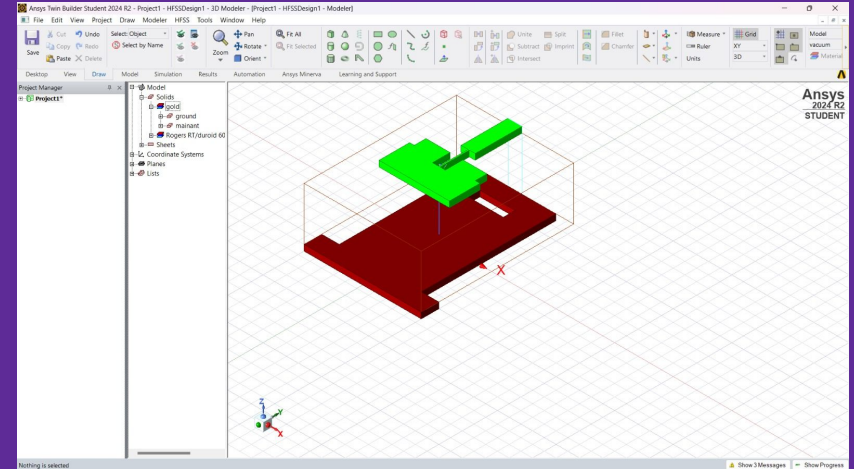 Ansys Twin Builder Student 2024 R2 - Project1 - HFSSDesign1 - 3D Modeler - [Project1 - HFSSDesign1 - Modeler]
File Edit View Project Draw Modeler HFSS Tools Window Help
Save
Cut Undo
Copy Redo
Paste Delete
Select: Object
Select by Name
Zoom
Pan
Rotate
Orient
Fit All
Fit Selected
Unite Split
Subtract Imprint
Intersect
Fillet
Chamfer
Measure
Ruler
Units
Grid
XY
3D
Model
vacuum
Material
Desktop View Draw Model Simulation Results Automation Ansys Minerva Learning and Support
Project Manager
Project1*
Model
Solids
gold
ground
mainant
Rogers RT/duroid 60
Sheets
Coordinate Systems
Planes
Lists
Ansys
2024 R2
STUDENT
X
Z
Y
X
Nothing is selected
Show 3 Messages Show Progress